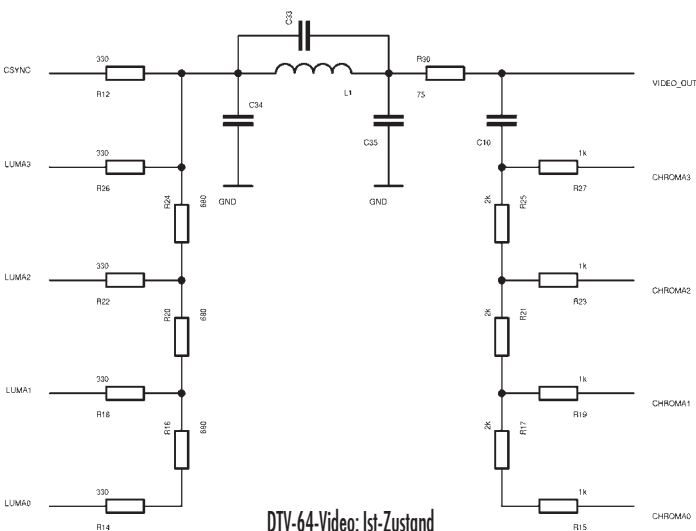 C33
CSYNC
330
R12
L1
R30
75
VIDEO_OUT
C34
C35
C10
LUMA3
330
R26
GND
GND
1k
R27
CHROMA3
R24
680
2k
R25
LUMA2
330
R22
1k
R23
CHROMA2
R20
680
2k
R21
LUMA1
330
R18
1k
R19
CHROMA1
R16
680
2k
R17
LUMA0
330
R14
1k
R15
CHROMA0
DTV-64-Video: Ist-Zustand